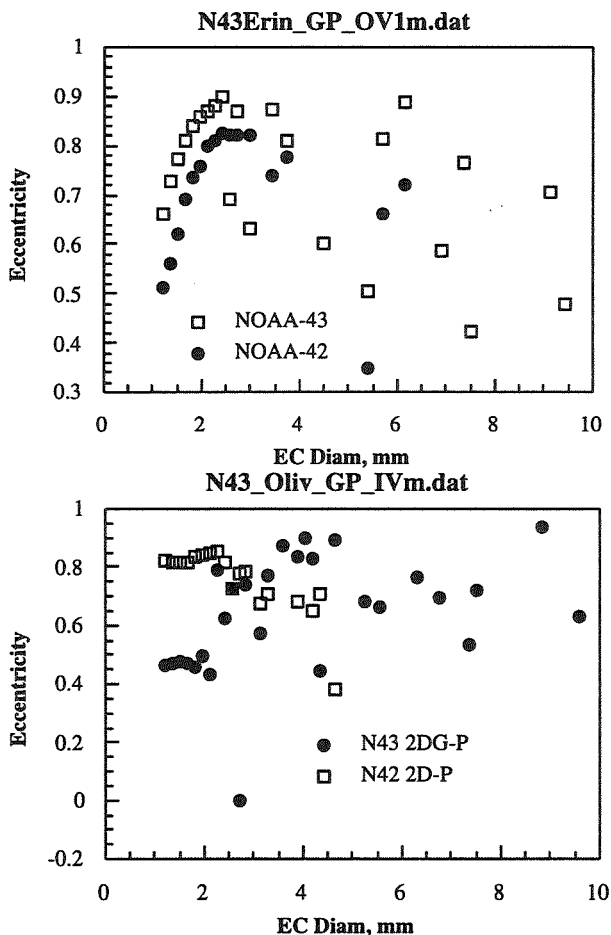 N43Erin_GP_OV1m.dat
1
0.9
0.8
0.7
0.6
0.5
0.4
0.3
Eccentricity
NOAA-43
NOAA-42
0 2 4 6 8 10
EC Diam, mm
N43_Oliv_GP_IVm.dat
1
0.8
0.6
0.4
0.2
0
-0.2
Eccentricity
N43 2DG-P
N42 2D-P
0 2 4 6 8 10
EC Diam, mm